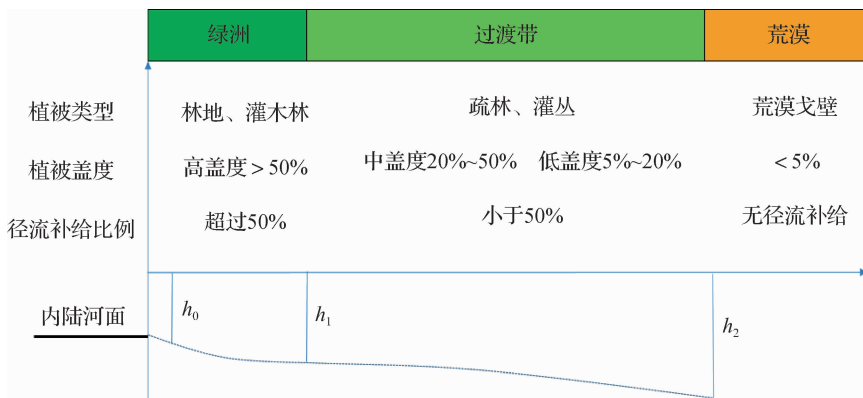 绿洲 过渡带 荒漠
植被类型 林地、灌木林 疏林、灌丛 荒漠戈壁
植被盖度 高盖度>50% 中盖度20%~50% 低盖度5%~20% <5%
径流补给比例 超过50% 小于50% 无径流补给
内陆河面 h₀ h₁ h₂